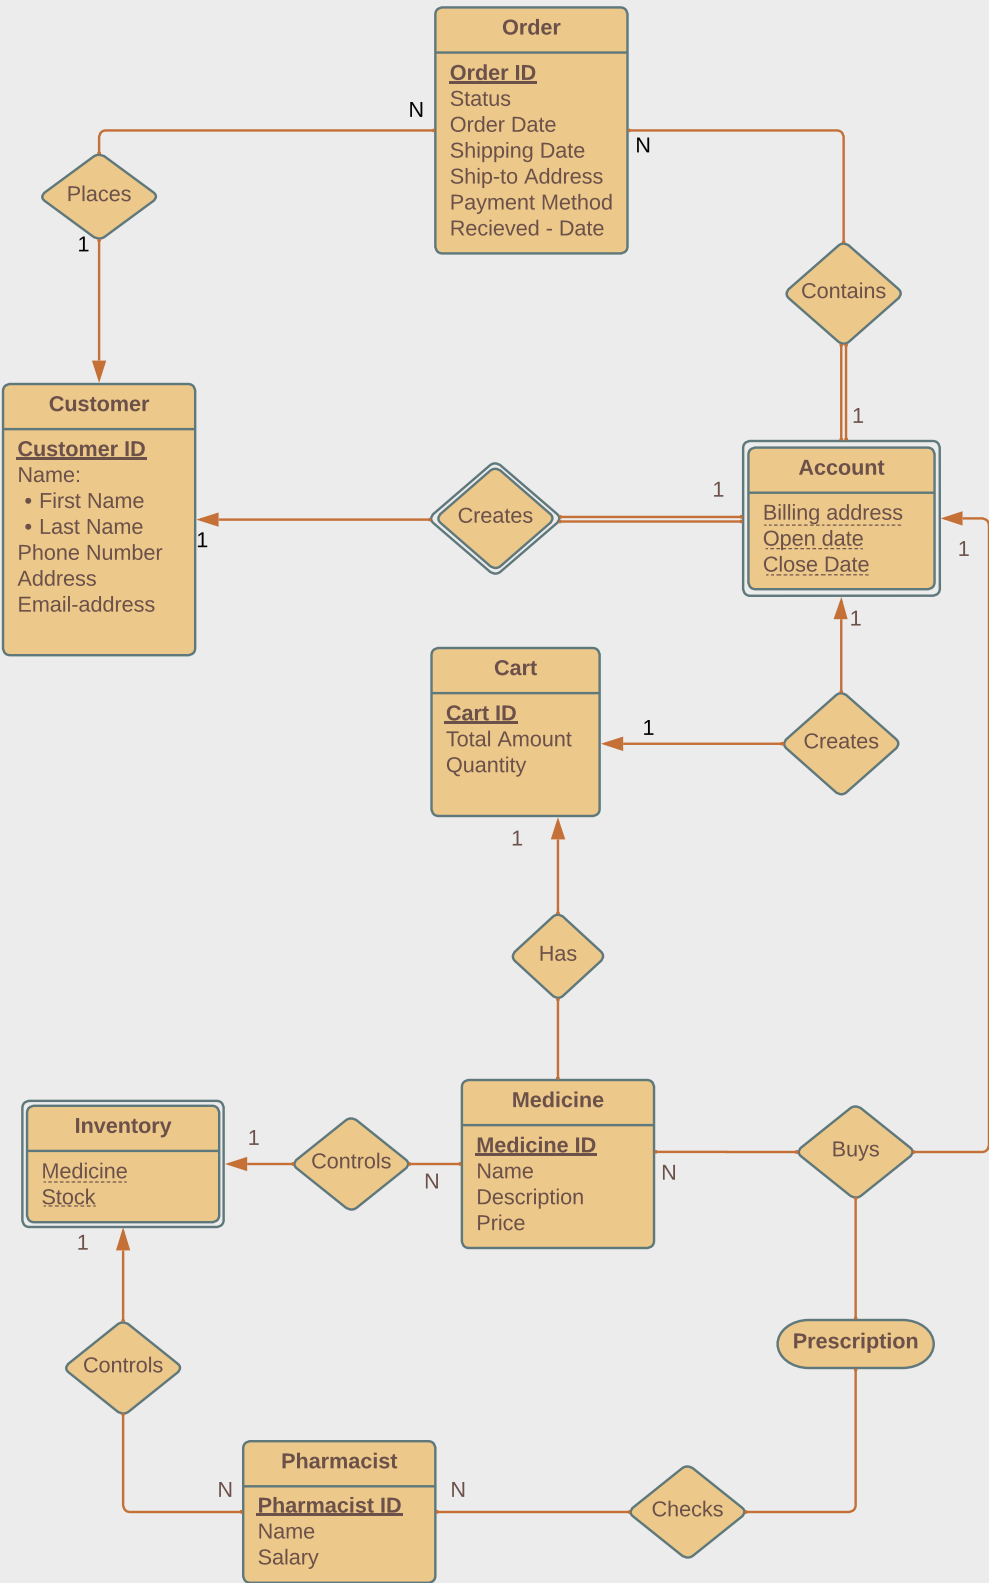 Order
Order ID
Status
Order Date
Shipping Date
Ship-to Address
Payment Method
Recieved - Date
N
N
Places
1
Contains
1
Customer
Customer ID
Name:
• First Name
• Last Name
Phone Number
Address
Email-address
1
Creates
1
Account
Billing address
Open date
Close Date
1
1
Cart
Cart ID
Total Amount
Quantity
1
Creates
1
Has
Medicine
Medicine ID
Name
Description
Price
Inventory
Medicine
Stock
1
Controls
N
N
Buys
1
Controls
Prescription
Pharmacist
Pharmacist ID
Name
Salary
N
N
Checks